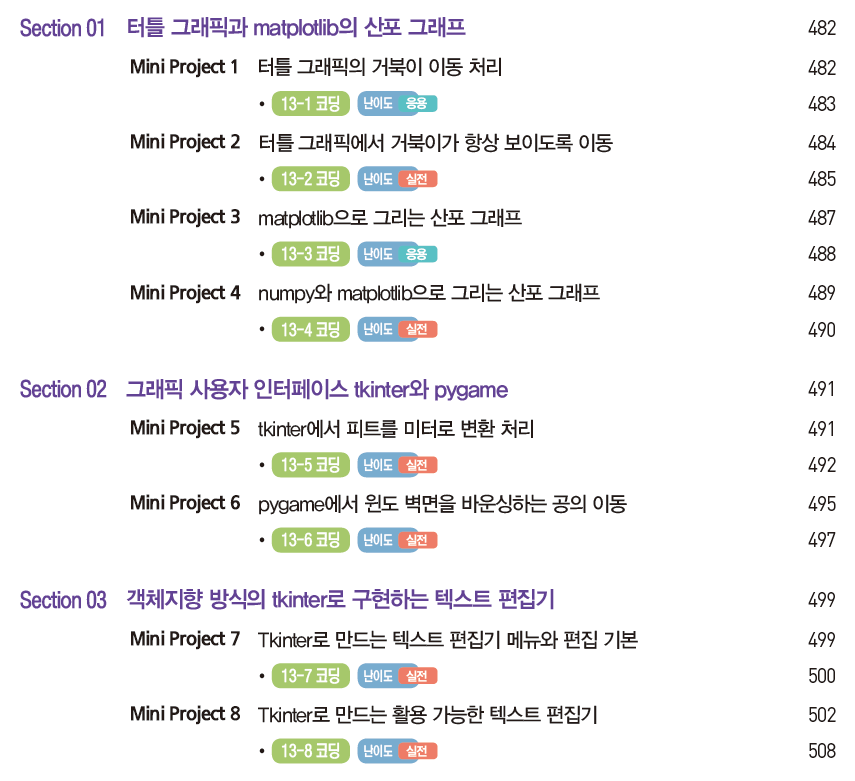 Section 01 터틀 그래픽과 matplotlib의 산포 그래프 482
Mini Project 1 터틀 그래픽의 거북이 이동 처리 482
• 13-1 코딩 난이도 응용 483
Mini Project 2 터틀 그래픽에서 거북이가 항상 보이도록 이동 484
• 13-2 코딩 난이도 실전 485
Mini Project 3 matplotlib으로 그리는 산포 그래프 487
• 13-3 코딩 난이도 응용 488
Mini Project 4 numpy와 matplotlib으로 그리는 산포 그래프 489
• 13-4 코딩 난이도 실전 490
Section 02 그래픽 사용자 인터페이스 tkinter와 pygame 491
Mini Project 5 tkinter에서 피트를 미터로 변환 처리 491
• 13-5 코딩 난이도 실전 492
Mini Project 6 pygame에서 윈도 벽면을 바운싱하는 공의 이동 495
• 13-6 코딩 난이도 실전 497
Section 03 객체지향 방식의 tkinter로 구현하는 텍스트 편집기 499
Mini Project 7 Tkinter로 만드는 텍스트 편집기 메뉴와 편집 기본 499
• 13-7 코딩 난이도 실전 500
Mini Project 8 Tkinter로 만드는 활용 가능한 텍스트 편집기 502
• 13-8 코딩 난이도 실전 508